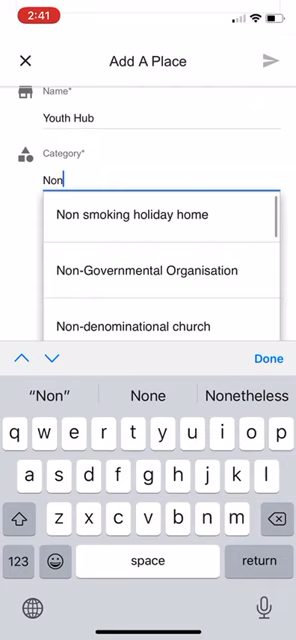 2:41
Add A Place
Name*
Youth Hub
Category*
Non
Non smoking holiday home
Non-Governmental Organisation
Non-denominational church
Done
“Non” None Nonetheless
q w e r t y u i o p
a s d f g h j k l
z x c v b n m
123 space return